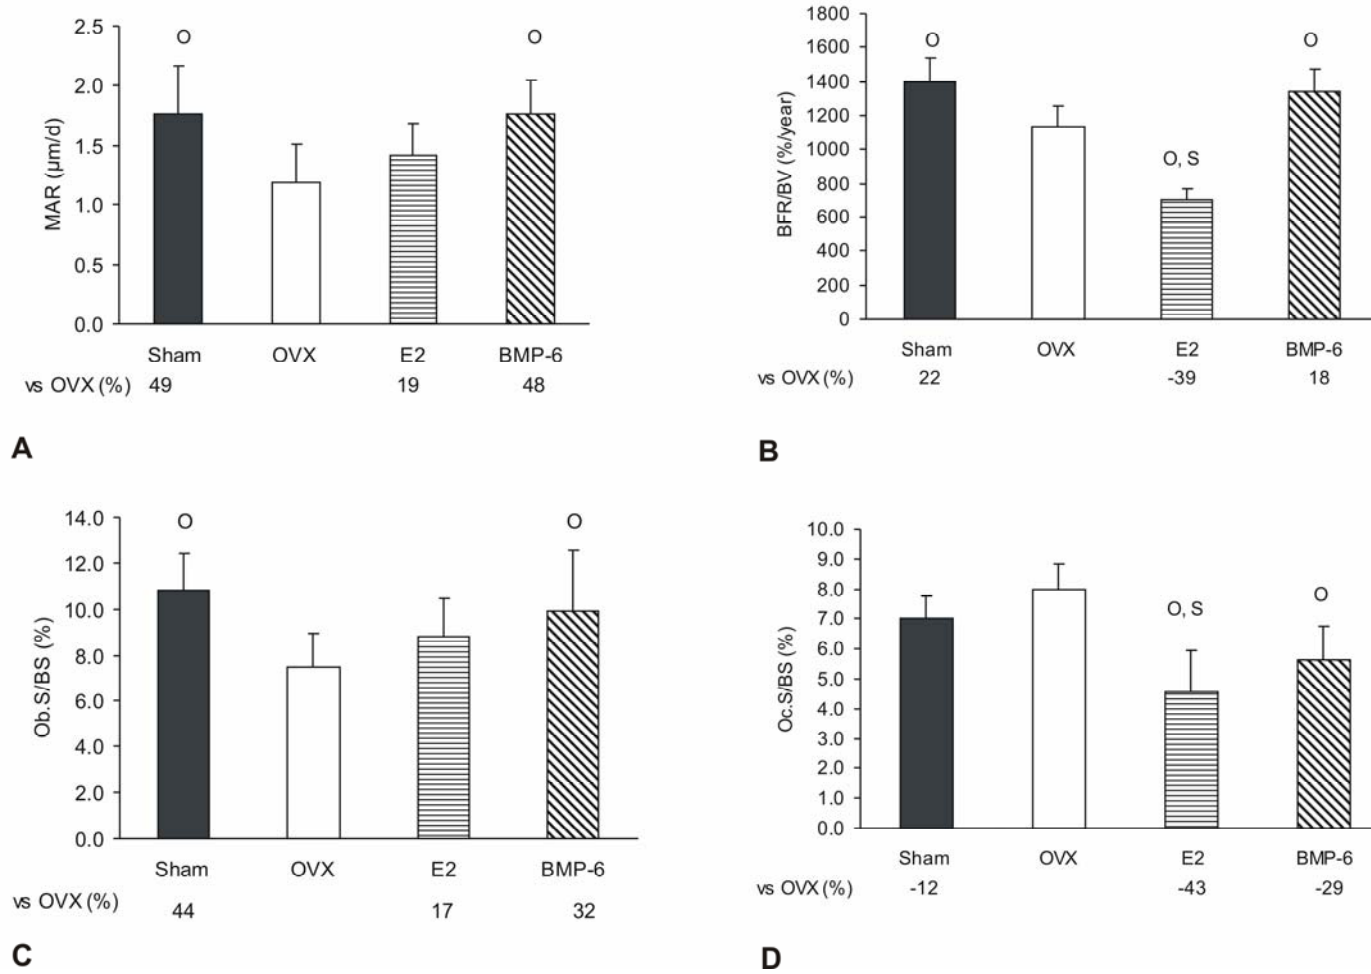 2.5
2.0
1.5
1.0
0.5
0.0
MAR (µm/d)
O
O
Sham OVX E2 BMP-6
vs OVX (%) 49 19 48
A
1800
1600
1400
1200
1000
800
600
400
200
0
BFR/BV (%/year)
O
O, S
O
Sham OVX E2 BMP-6
vs OVX (%) 22 -39 18
B
14.0
12.0
10.0
8.0
6.0
4.0
2.0
0.0
Ob.S/BS (%)
O
O
Sham OVX E2 BMP-6
vs OVX (%) 44 17 32
C
10.0
9.0
8.0
7.0
6.0
5.0
4.0
3.0
2.0
1.0
0.0
Oc.S/BS (%)
O, S
O
Sham OVX E2 BMP-6
vs OVX (%) -12 -43 -29
D